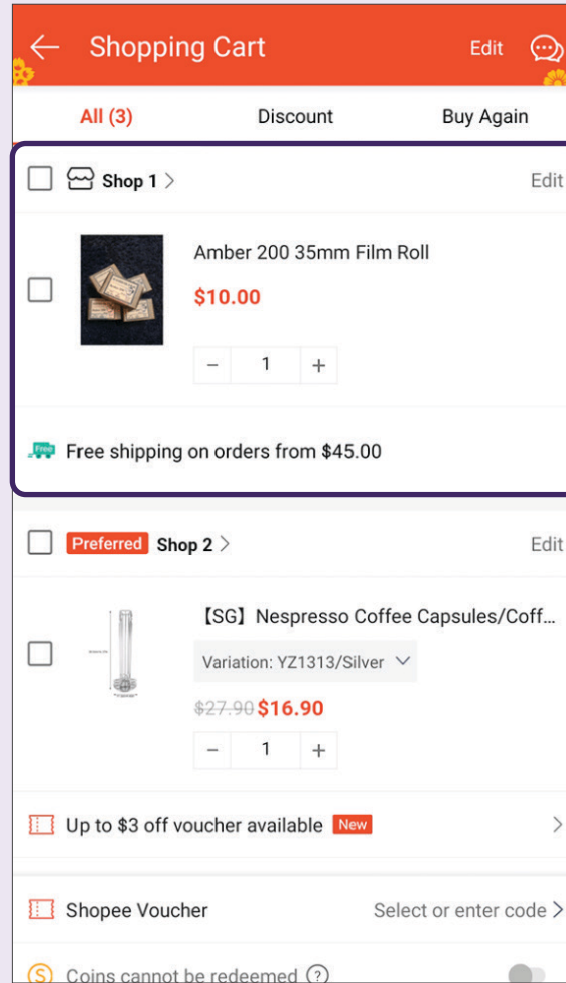 Shopping Cart Edit
All (3) Discount Buy Again
Shop 1 > Edit
Amber 200 35mm Film Roll
$10.00
− 1 +
Free
Free shipping on orders from $45.00
Preferred Shop 2 > Edit
【SG】Nespresso Coffee Capsules/Coff...
Variation: YZ1313/Silver
$27.90 $16.90
− 1 +
Up to $3 off voucher available New >
Shopee Voucher Select or enter code >
S Coins cannot be redeemed ?